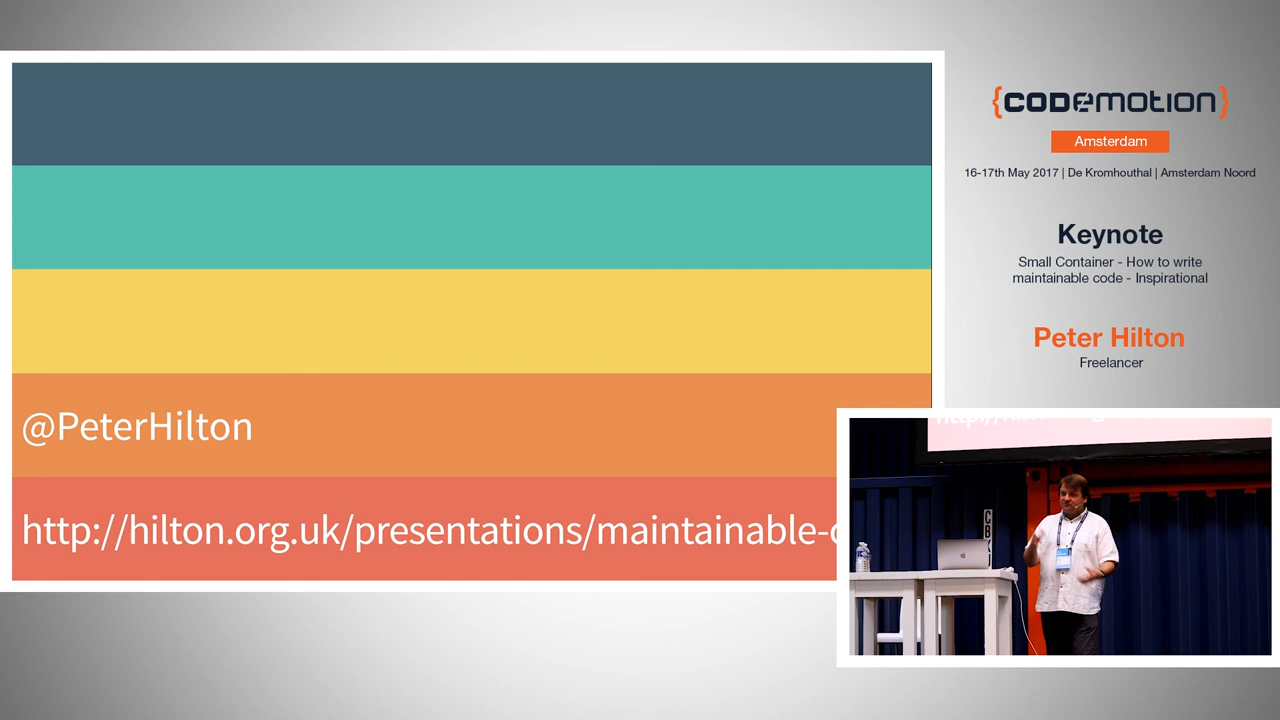 @PeterHilton
http://hilton.org.uk/presentations/maintainable-
{CODEMOTION}
Amsterdam
16-17th May 2017 | De Kromhouthal | Amsterdam Noord
Keynote
Small Container - How to write
maintainable code - Inspirational
Peter Hilton
Freelancer